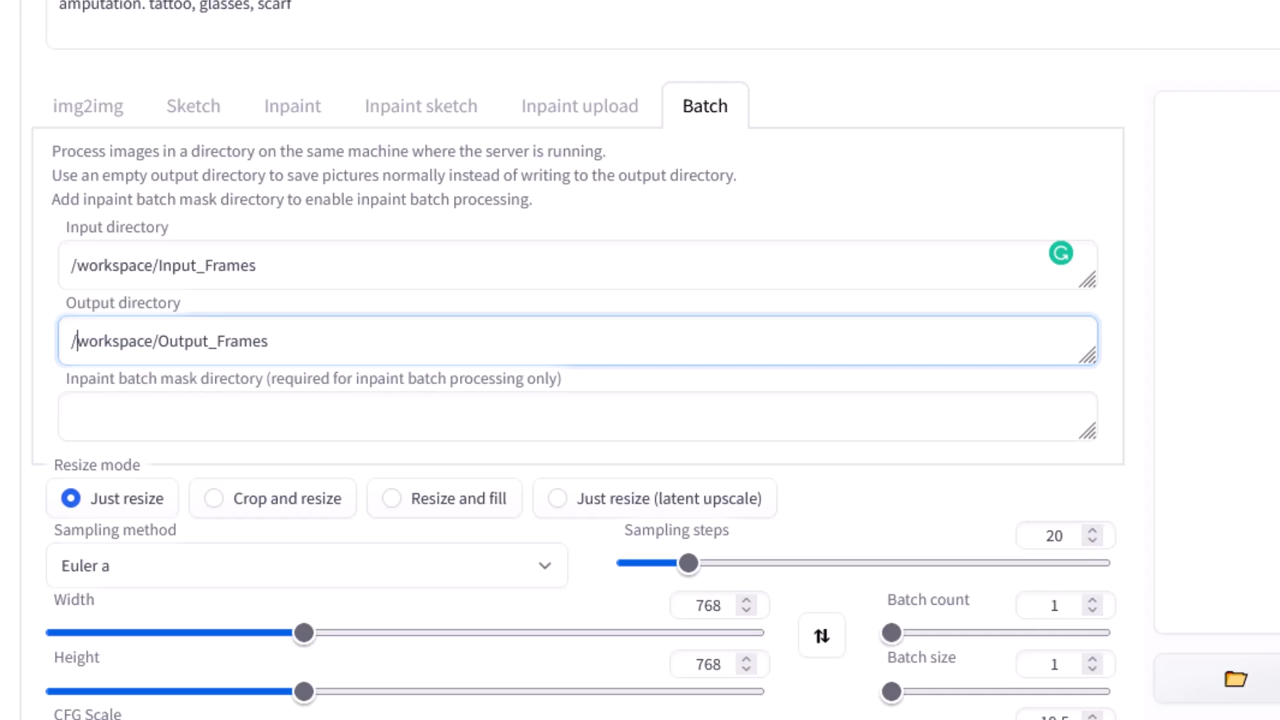 amputation. tattoo, glasses, scarf
img2img Sketch Inpaint Inpaint sketch Inpaint upload Batch
Process images in a directory on the same machine where the server is running.
Use an empty output directory to save pictures normally instead of writing to the output directory.
Add inpaint batch mask directory to enable inpaint batch processing.
Input directory
/workspace/Input_Frames
Output directory
/workspace/Output_Frames
Inpaint batch mask directory (required for inpaint batch processing only)
Resize mode
Just resize Crop and resize Resize and fill Just resize (latent upscale)
Sampling method Sampling steps 20
Euler a
Width 768 Batch count 1
Height 768 Batch size 1
CFG Scale